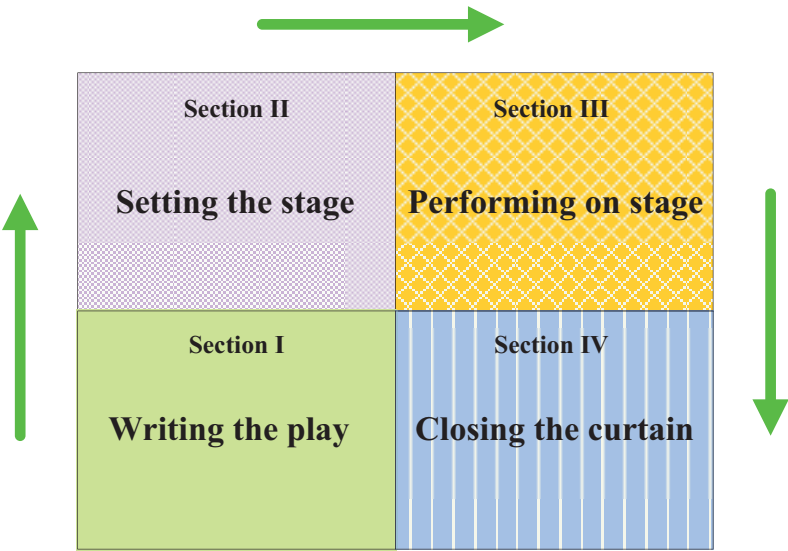 Section II
Setting the stage
Section III
Performing on stage
Section I
Writing the play
Section IV
Closing the curtain